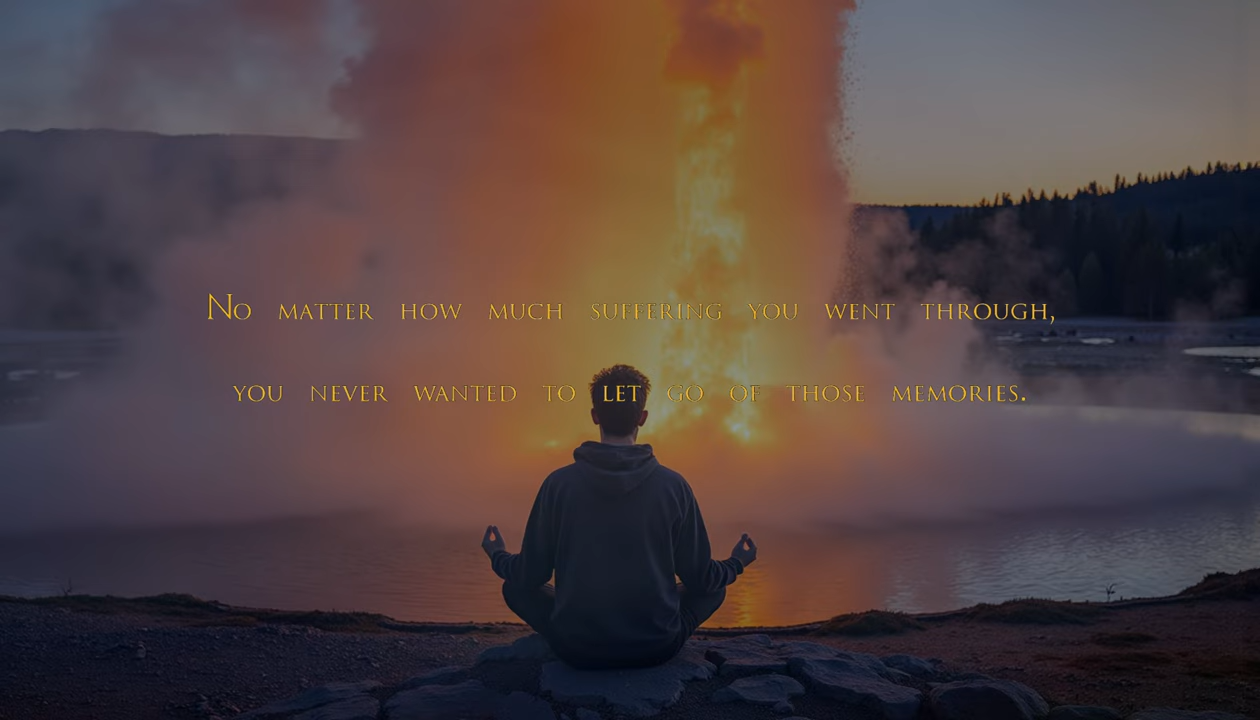 No matter how much suffering you went through,
you never wanted to let go of those memories.